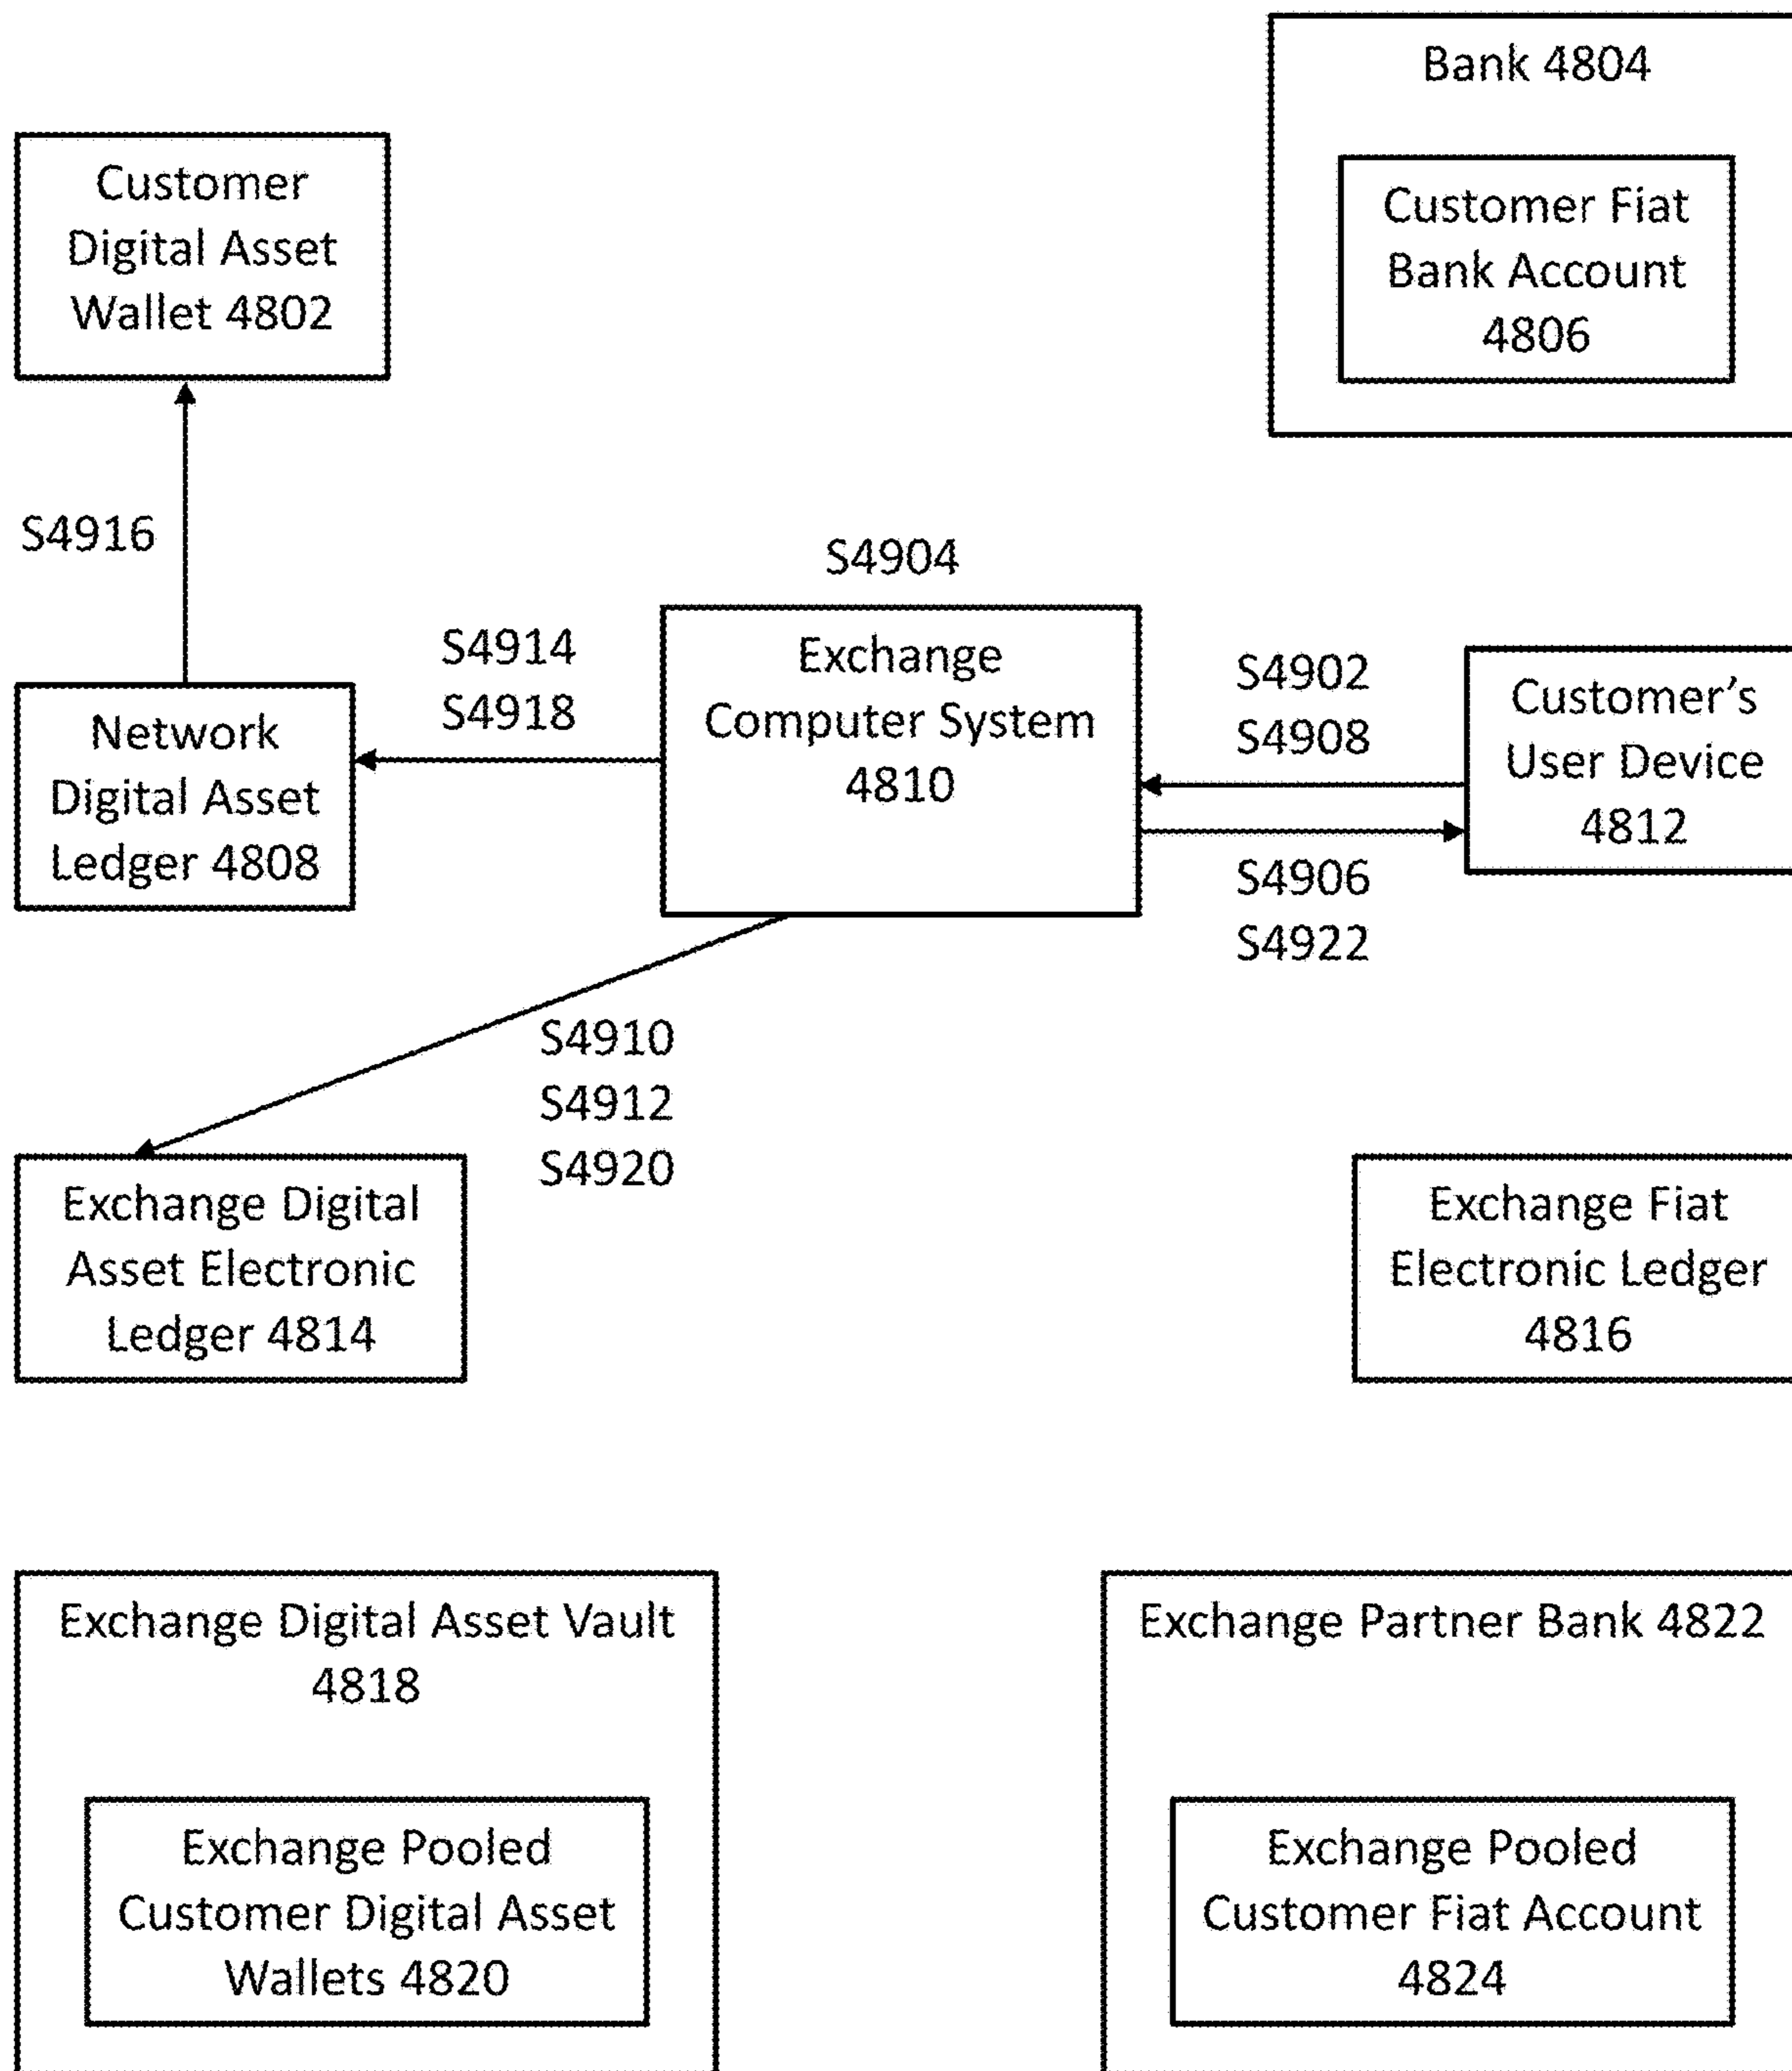 Bank 4804
Customer Fiat
Bank Account
4806
Customer
Digital Asset
Wallet 4802
S4916
S4904
S4914
S4918
Exchange
Computer System
4810
S4902
S4908
Customer's
User Device
4812
Network
Digital Asset
Ledger 4808
S4906
S4922
S4910
S4912
S4920
Exchange Digital
Asset Electronic
Ledger 4814
Exchange Fiat
Electronic Ledger
4816
Exchange Digital Asset Vault
4818
Exchange Pooled
Customer Digital Asset
Wallets 4820
Exchange Partner Bank 4822
Exchange Pooled
Customer Fiat Account
4824